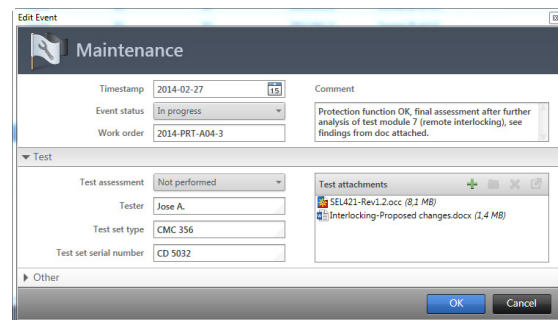 Edit Event
Maintenance
Timestamp 2014-02-27 15
Comment
Event status In progress
Protection function OK, final assessment after further
analysis of test module 7 (remote interlocking), see
findings from doc attached.
Work order 2014-PRT-A04-3
Test
Test assessment Not performed
Test attachments
Tester Jose A.
SEL421-Rev1.2.occ (8,1 MB)
Interlocking-Proposed changes.docx (1,4 MB)
Test set type CMC 356
Test set serial number CD 5032
Other
OK Cancel